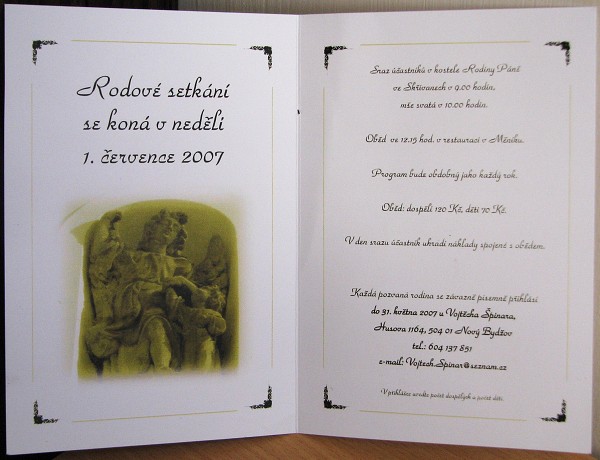 Rodové setkání
se koná v neděli
1. července 2007
Sraz účastníků v kostele Rodiny Páně
ve Skřivanech v 9.00 hodin,
mše svatá v 10.00 hodin.
Oběd ve 12.15 hod. v restauraci v Měníku.
Program bude obdobný jako každý rok.
Oběd: dospělí 120 Kč, děti 70 Kč.
V den srazu účastník uhradí náklady spojené s obědem.
Každá pozvaná rodina se závazně písemně přihlásí
do 31. května 2007 u Vojtěcha Špinara,
Husova 1164, 504 01 Nový Bydžov
tel.: 604 137 851
e-mail: Vojtech.Spinar@seznam.cz
V přihlášce uveďte počet dospělých a počet dětí.